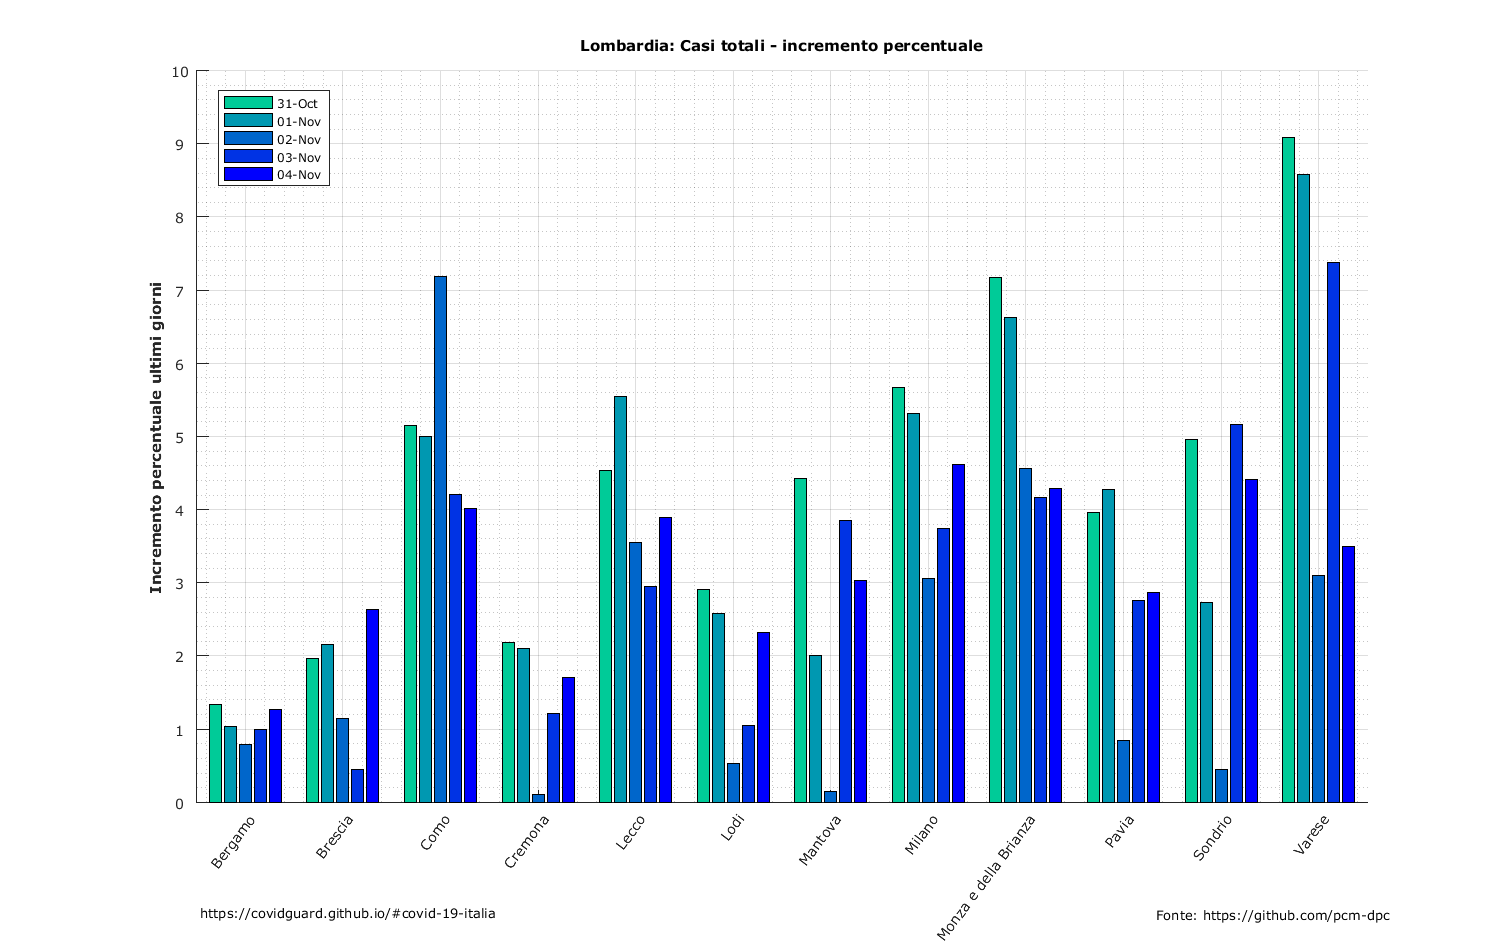 Lombardia: Casi totali - incremento percentuale
Incremento percentuale ultimi giorni
10
9
8
7
6
5
4
3
2
1
0
31-Oct
01-Nov
02-Nov
03-Nov
04-Nov
Bergamo
Brescia
Como
Cremona
Lecco
Lodi
Mantova
Milano
Monza e della Brianza
Pavia
Sondrio
Varese
https://covidguard.github.io/#covid-19-italia
Fonte: https://github.com/pcm-dpc